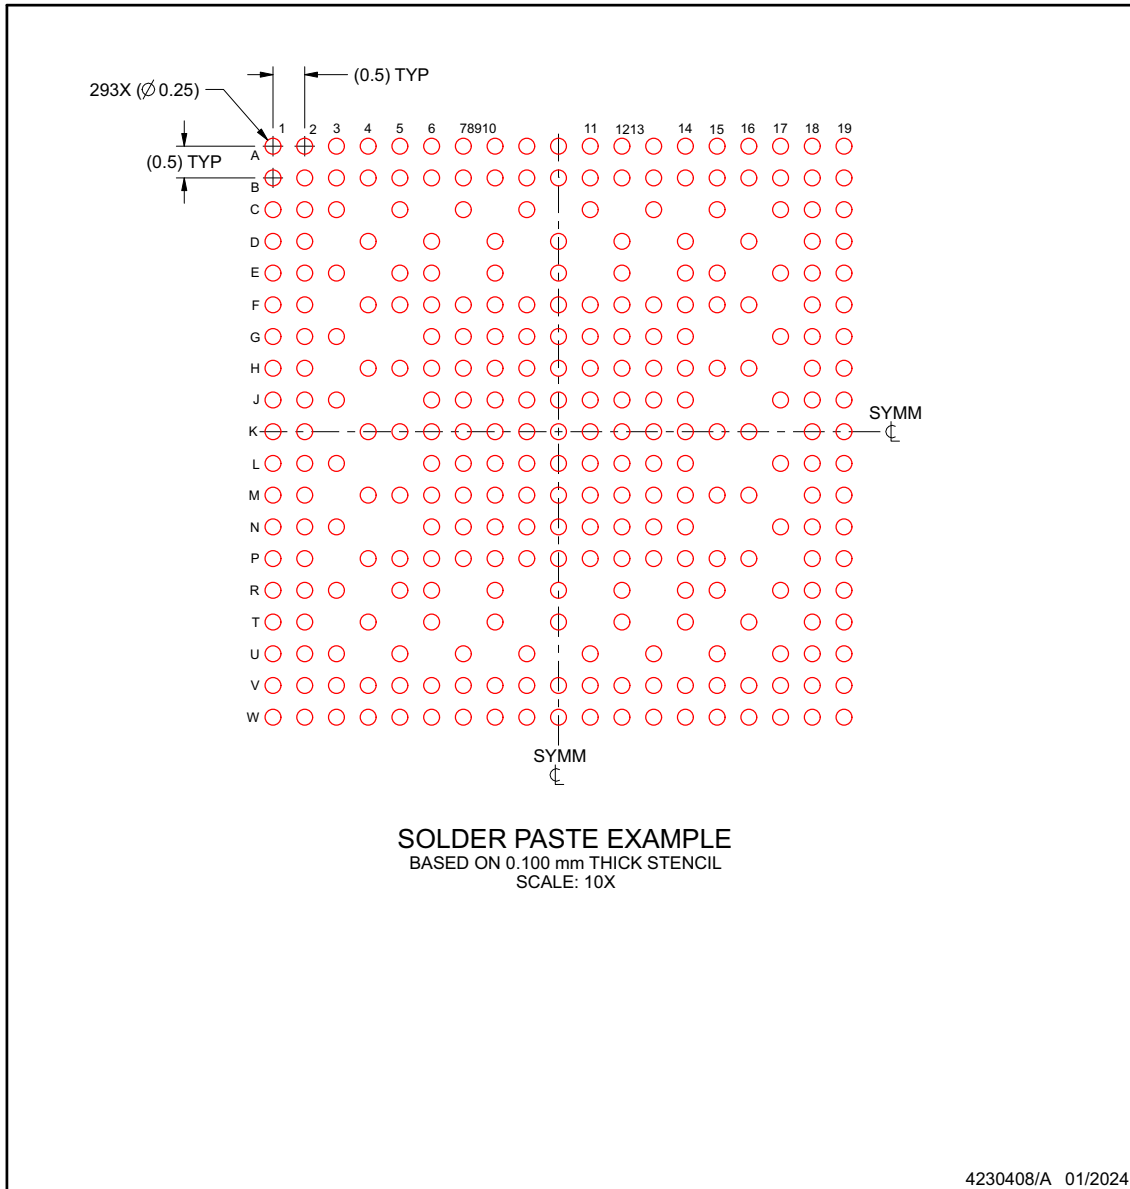 (0.5) TYP
293X (Ø 0.25)
1 2 3 4 5 6 78910 11 1213 14 15 16 17 18 19
A
(0.5) TYP
B
C
D
E
F
G
H
J
SYMM
K
℄
L
M
N
P
R
T
U
V
W
SYMM
℄
SOLDER PASTE EXAMPLE
BASED ON 0.100 mm THICK STENCIL
SCALE: 10X
4230408/A 01/2024